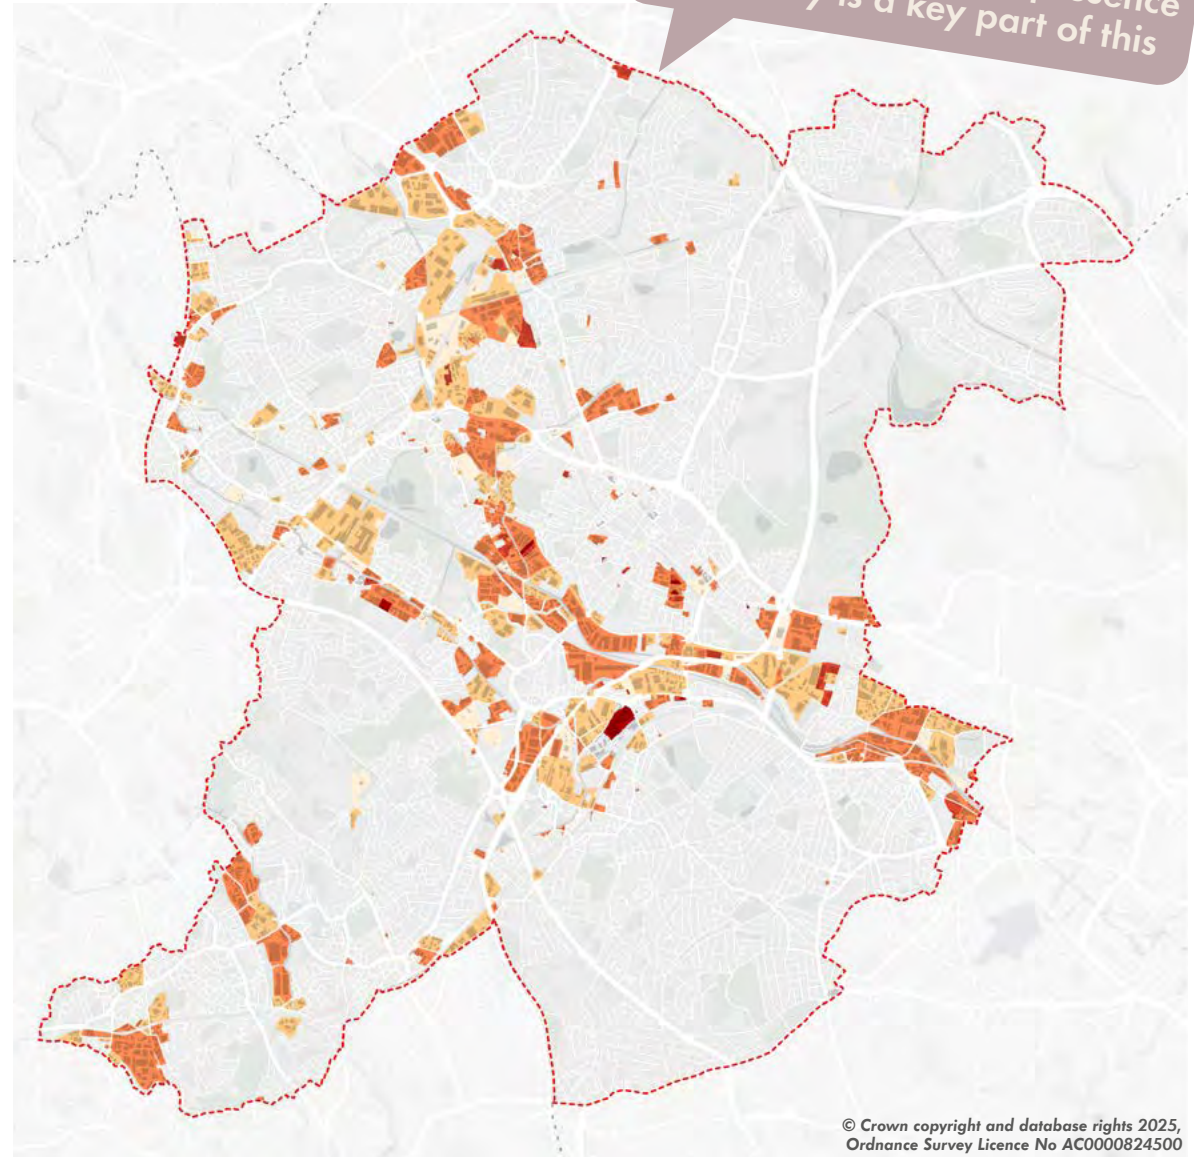 is a key part of this
© Crown copyright and database rights 2025,
Ordnance Survey Licence No AC0000824500